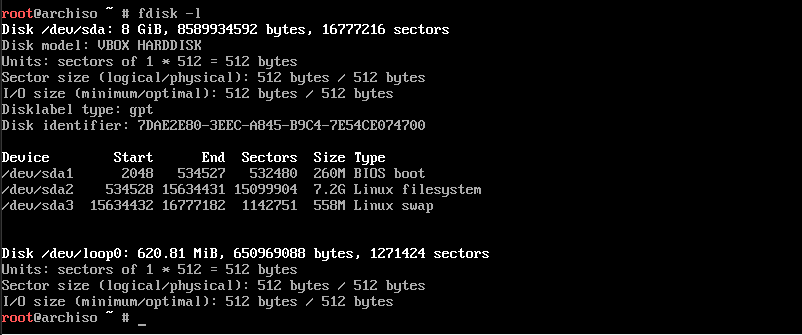 root@archiso ~ # fdisk -l
Disk /dev/sda: 8 GiB, 8589934592 bytes, 16777216 sectors
Disk model: VBOX HARDDISK
Units: sectors of 1 * 512 = 512 bytes
Sector size (logical/physical): 512 bytes / 512 bytes
I/O size (minimum/optimal): 512 bytes / 512 bytes
Disklabel type: gpt
Disk identifier: 7DAE2E80-3EEC-A845-B9C4-7E54CE074700
Device Start End Sectors Size Type
/dev/sda1 2048 534527 532480 260M BIOS boot
/dev/sda2 534528 15634431 15099904 7.2G Linux filesystem
/dev/sda3 15634432 16777182 1142751 558M Linux swap
Disk /dev/loop0: 620.81 MiB, 650969088 bytes, 1271424 sectors
Units: sectors of 1 * 512 = 512 bytes
Sector size (logical/physical): 512 bytes / 512 bytes
I/O size (minimum/optimal): 512 bytes / 512 bytes
root@archiso ~ # _